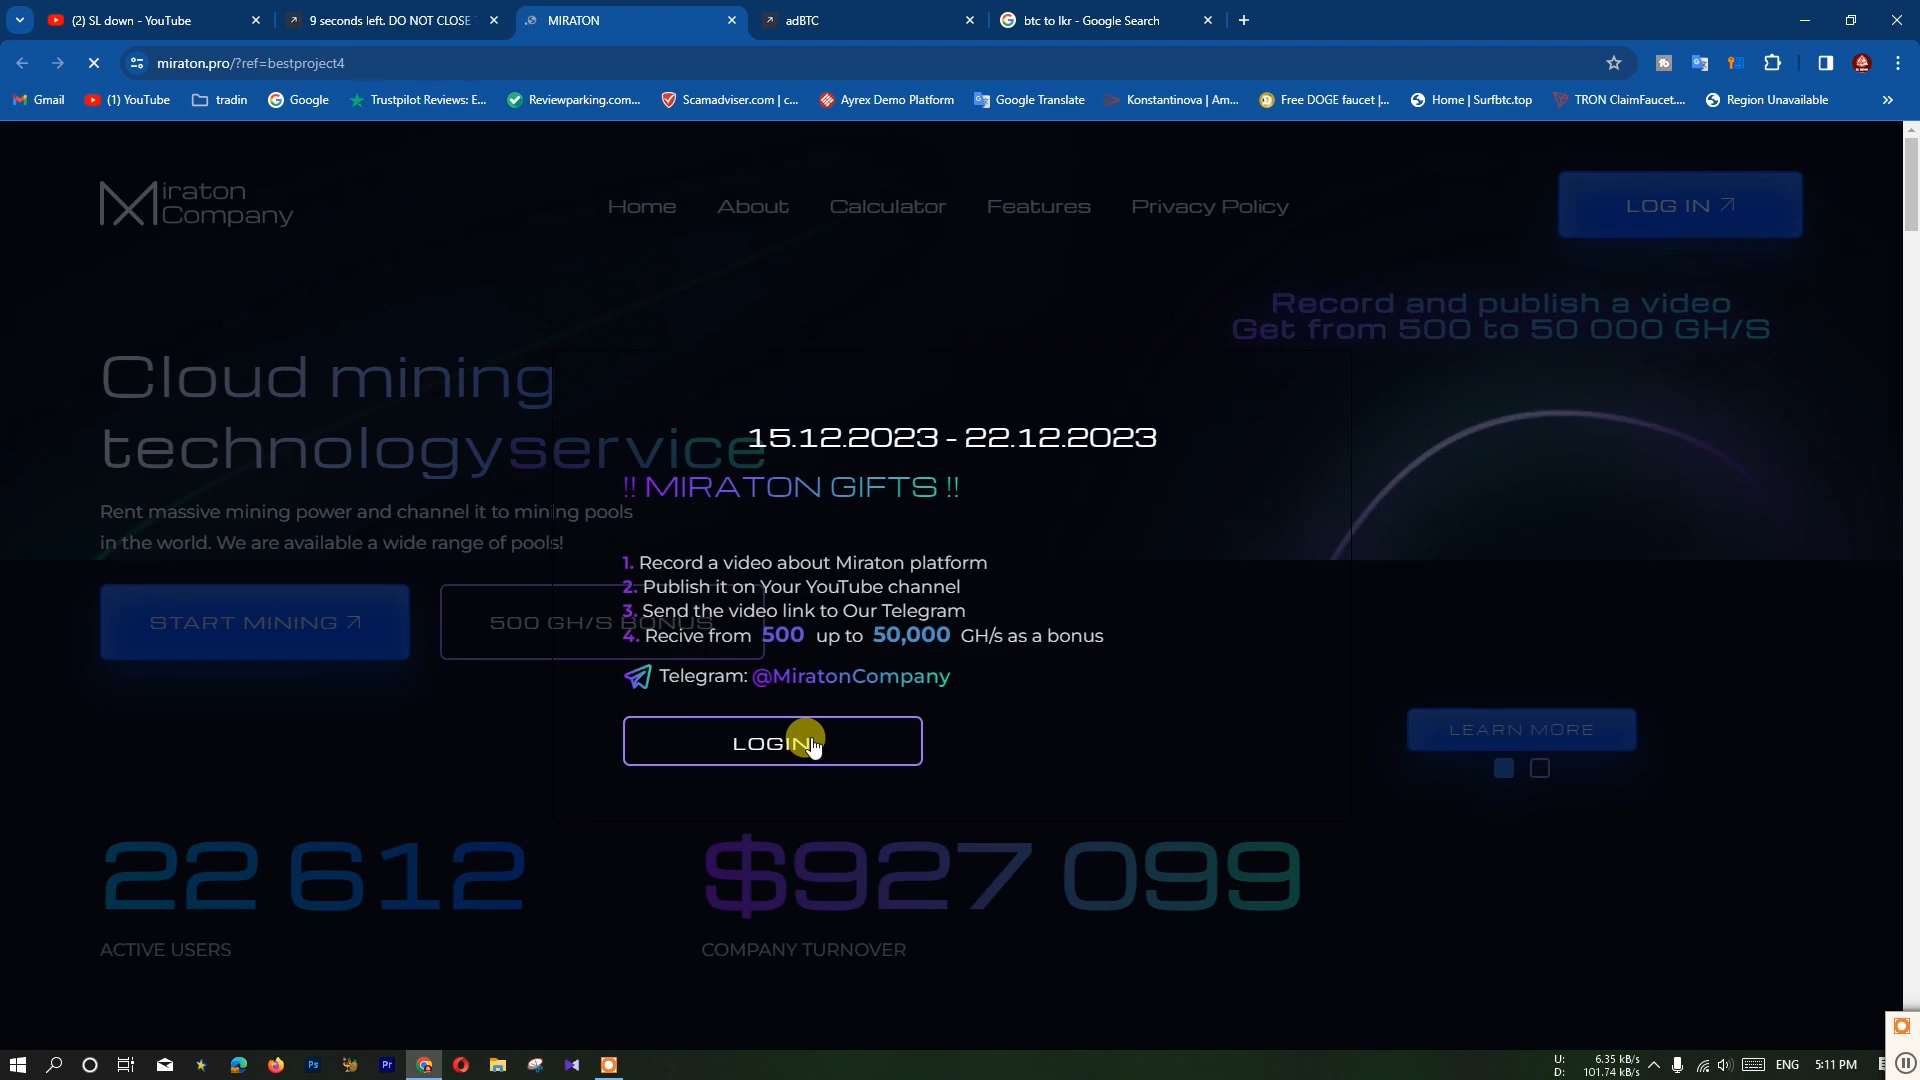 (2) SL down - YouTube
9 seconds left. DO NOT CLOSE
MIRATON
adBTC
btc to lkr - Google Search
miraton.pro/?ref=bestproject4
Gmail
(1) YouTube
tradin
Google
Trustpilot Reviews: E...
Reviewparking.com...
Scamadviser.com | c...
Ayrex Demo Platform
Google Translate
Konstantinova | Am...
Free DOGE faucet |...
Home | Surfbtc.top
TRON ClaimFaucet....
Region Unavailable
Miraton
Company
Home
About
Calculator
Features
Privacy Policy
LOG IN
Record and publish a video
Get from 500 to 50 000 GH/S
Cloud mining
technologyservice
Rent massive mining power and channel it to mining pools
in the world. We are available a wide range of pools!
START MINING
500 GH/S BONUS
15.12.2023 - 22.12.2023
!! MIRATON GIFTS !!
1. Record a video about Miraton platform
2. Publish it on Your YouTube channel
3. Send the video link to Our Telegram
4. Recive from 500 up to 50,000 GH/s as a bonus
Telegram: @MiratonCompany
LOGIN
LEARN MORE
22 612
ACTIVE USERS
$927 099
COMPANY TURNOVER
U: 6.35 kB/s
D: 101.74 kB/s
ENG
5:11 PM